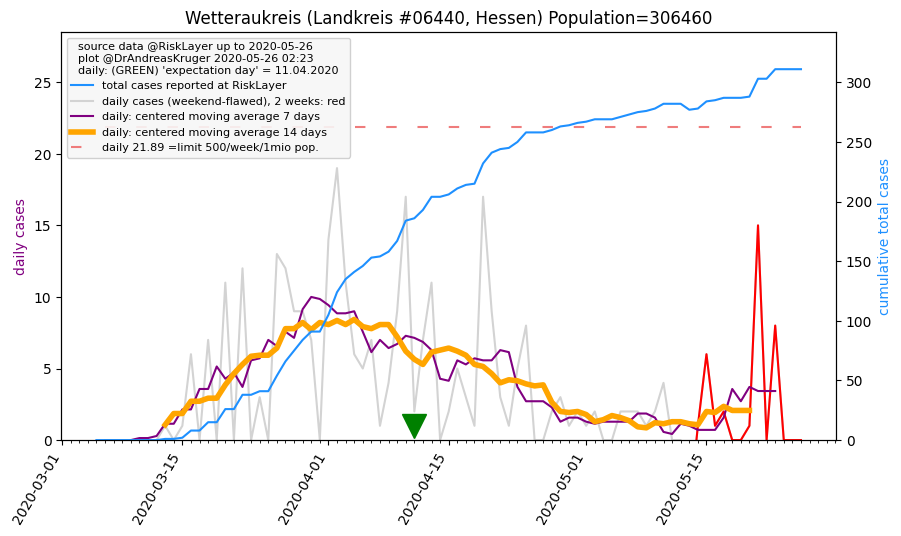 Wetteraukreis (Landkreis #06440, Hessen) Population=306460
source data @RiskLayer up to 2020-05-26
plot @DrAndreasKruger 2020-05-26 02:23
daily: (GREEN) 'expectation day' = 11.04.2020
total cases reported at RiskLayer
daily cases (weekend-flawed), 2 weeks: red
daily: centered moving average 7 days
daily: centered moving average 14 days
daily 21.89 =limit 500/week/1mio pop.
daily cases
25
20
15
10
5
0
cumulative total cases
300
250
200
150
100
50
0
2020-03-01
2020-03-15
2020-04-01
2020-04-15
2020-05-01
2020-05-15